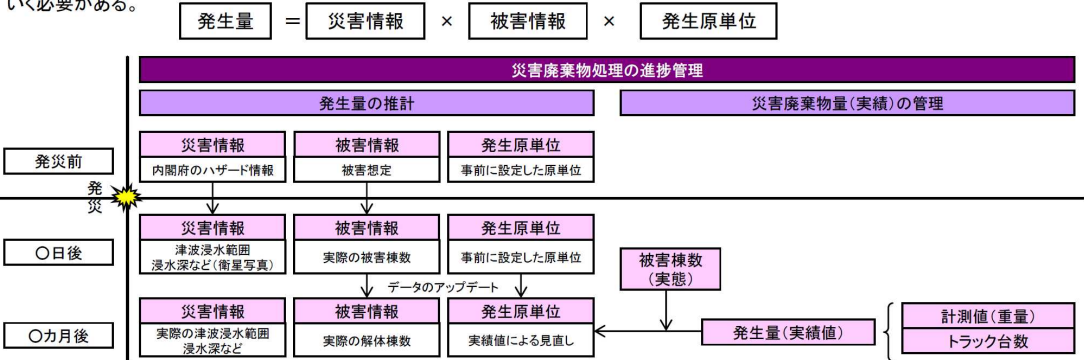 いく必要がある。
発生量 ＝ 災害情報 × 被害情報 × 発生原単位
災害廃棄物処理の進捗管理
発生量の推計
災害廃棄物量（実績）の管理
発災前
災害情報
内閣府のハザード情報
被害情報
被害想定
発生原単位
事前に設定した原単位
発災
〇日後
災害情報
津波浸水範囲
浸水深など（衛星写真）
被害情報
実際の被害棟数
発生原単位
事前に設定した原単位
データのアップデート
被害棟数
（実態）
〇カ月後
災害情報
実際の津波浸水範囲
浸水深など
被害情報
実際の解体棟数
発生原単位
実績値による見直し
発生量（実績値）
計測値（重量）
トラック台数